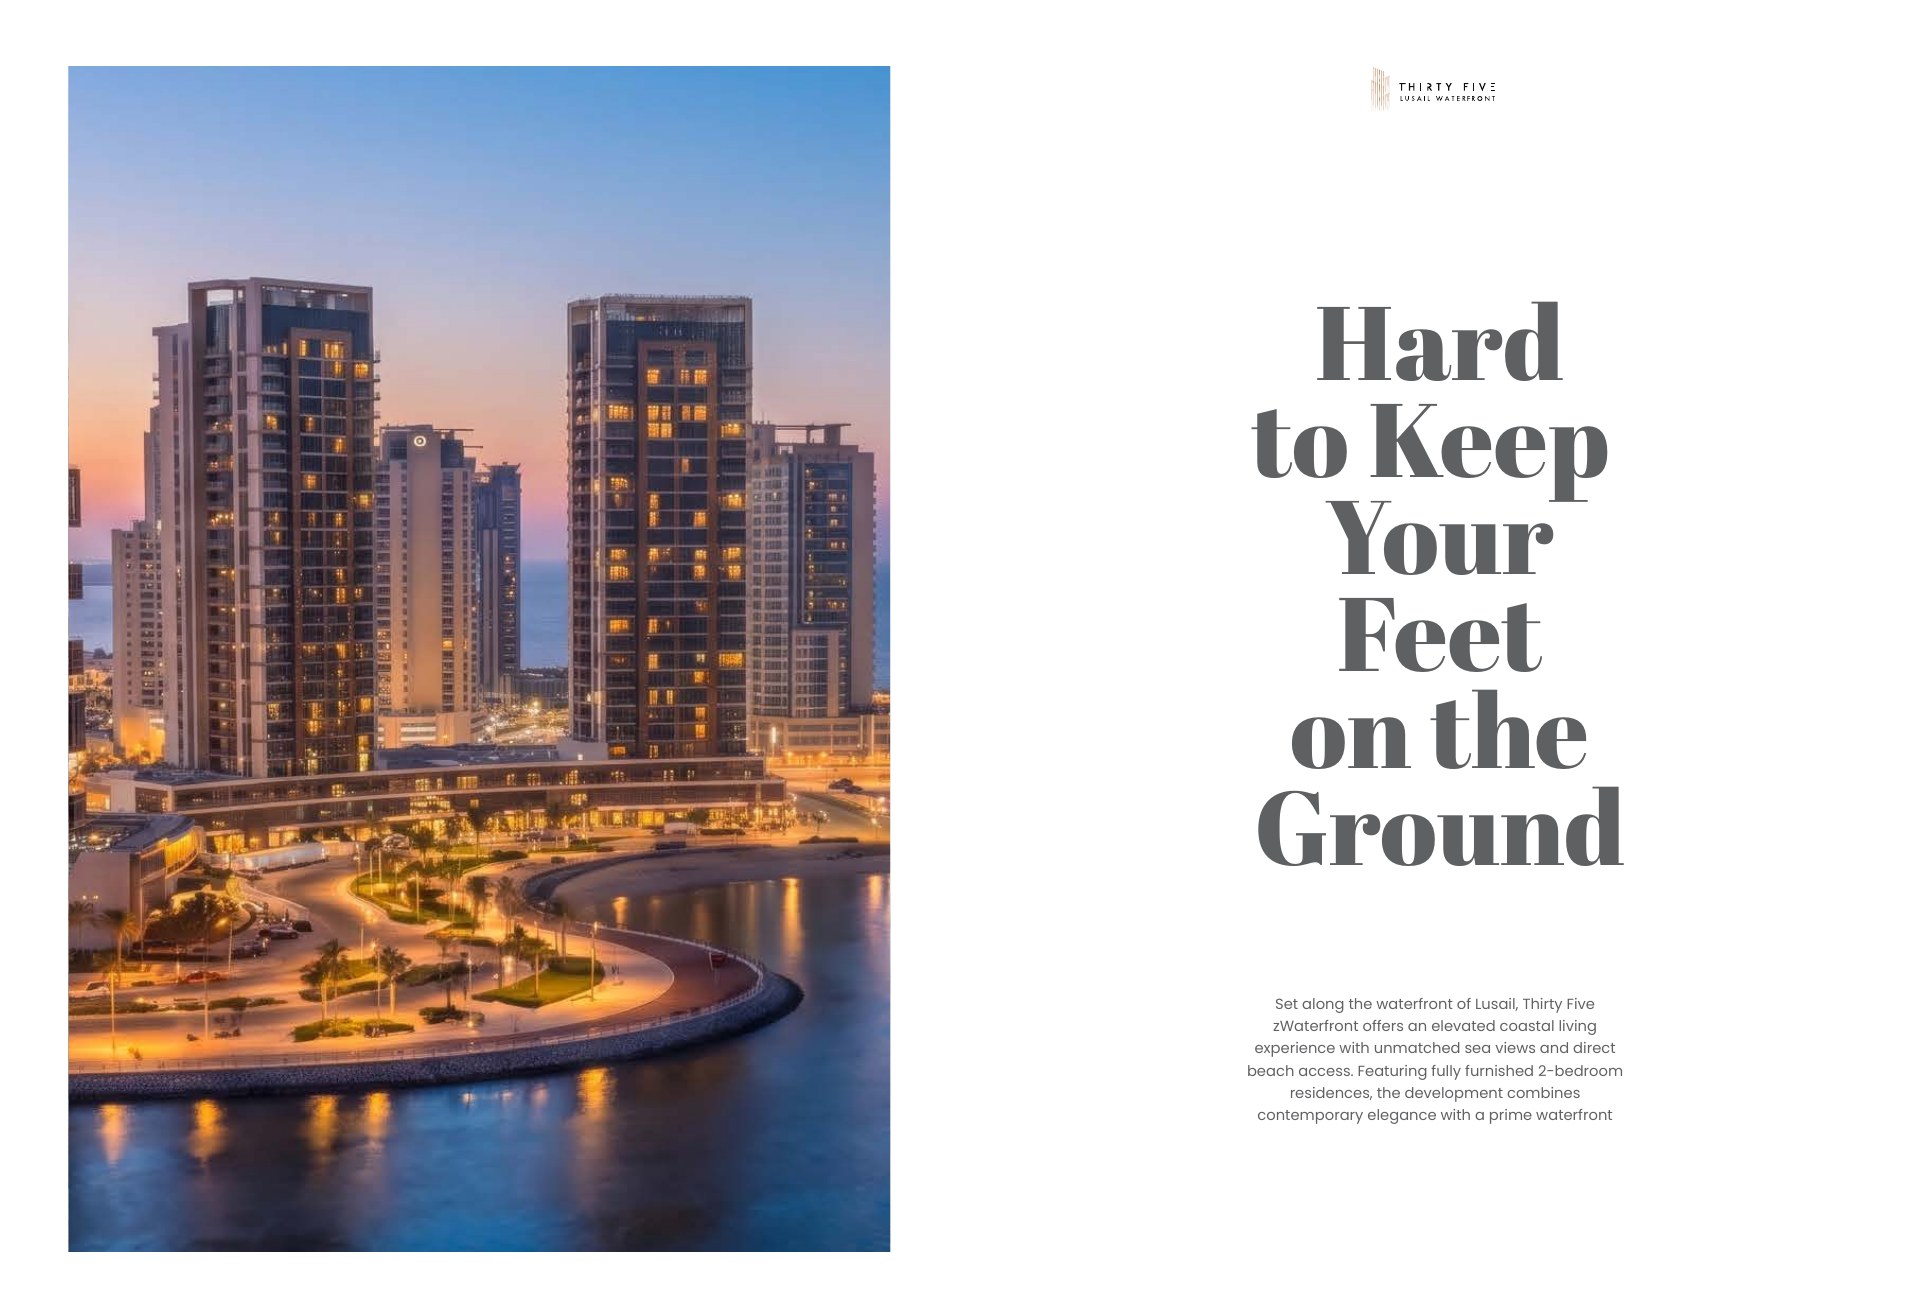 THIRTY FIVE
LUSAIL WATERFRONT
Hard
to Keep
Your
Feet
on the
Ground
Set along the waterfront of Lusail, Thirty Five
zWaterfront offers an elevated coastal living
experience with unmatched sea views and direct
beach access. Featuring fully furnished 2-bedroom
residences, the development combines
contemporary elegance with a prime waterfront